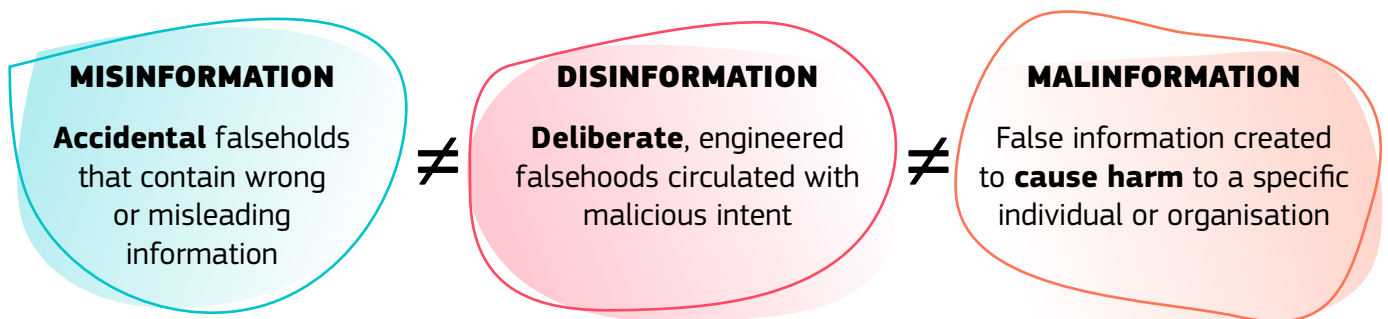 MISINFORMATION
Accidental falseholds
that contain wrong
or misleading
information
≠
DISINFORMATION
Deliberate, engineered
falsehoods circulated with
malicious intent
≠
MALINFORMATION
False information created
to cause harm to a specific
individual or organisation